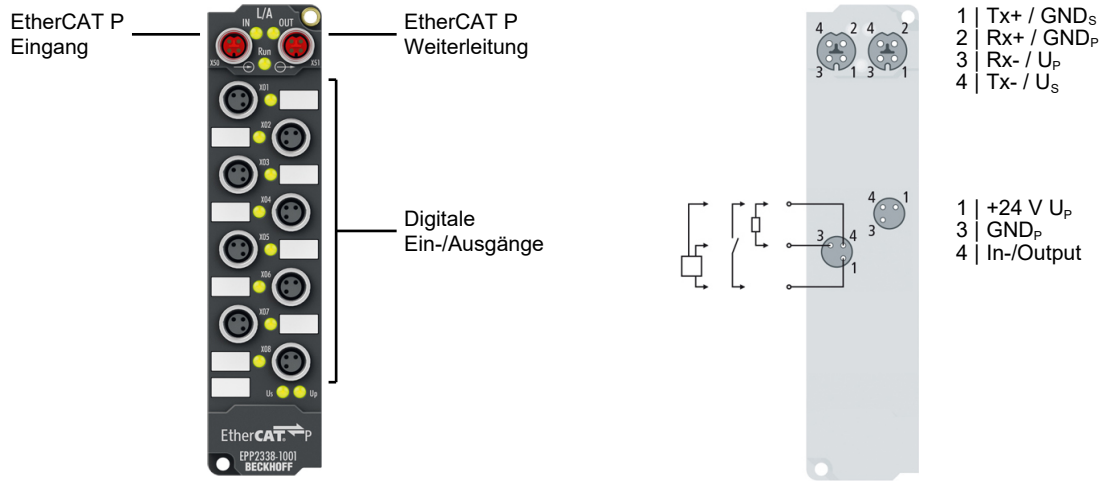 EtherCAT P
Eingang
L/A
IN
OUT
Run
X50
X51
EtherCAT P
Weiterleitung
X01
X02
X03
X04
X05
X06
X07
X08
Us
Up
Digitale
Ein-/Ausgänge
EtherCAT P
EPP2338-1001
BECKHOFF
4 2 4 2
3 1 3 1
1 | Tx+ / GNDS
2 | Rx+ / GNDP
3 | Rx- / UP
4 | Tx- / US
4 1
3
3 4
1
1 | +24 V UP
3 | GNDP
4 | In-/Output